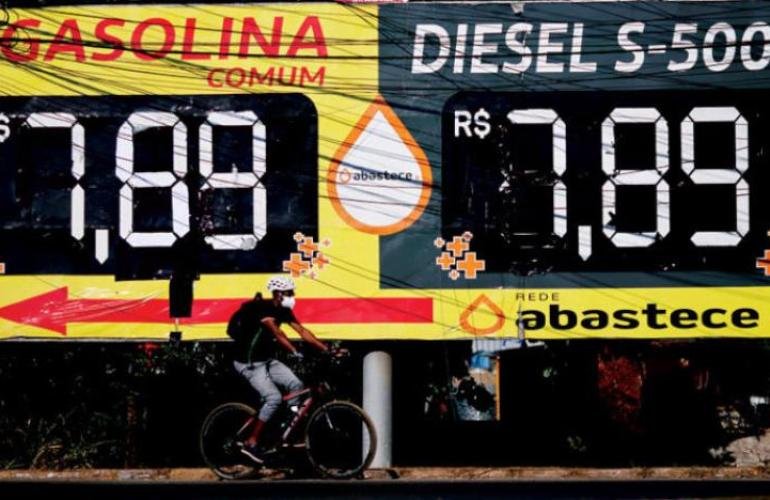 GASOLINA
COMUM
$ 7,89
abastece
DIESEL S-500
R$ 7,89
REDE
abastece